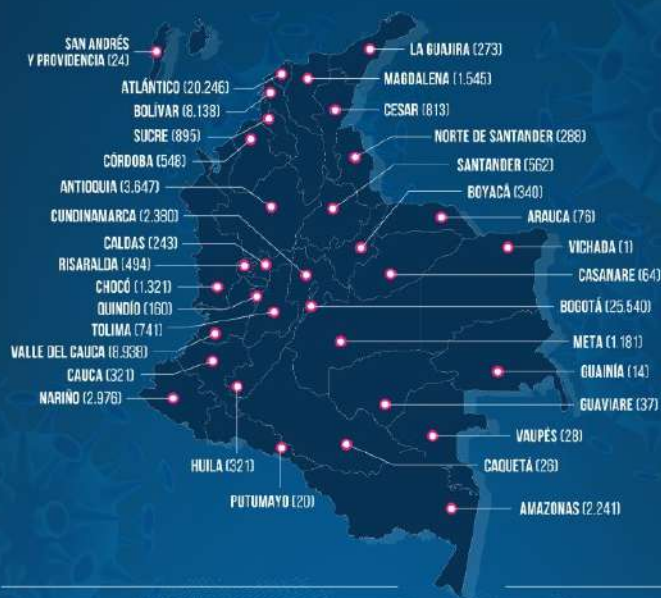 SAN ANDRÉS
Y PROVIDENCIA (24)
ATLÁNTICO (20.246)
BOLÍVAR (8.138)
SUCRE (895)
CÓRDOBA (548)
ANTIOQUIA (3.647)
CUNDINAMARCA (2.380)
CALDAS (243)
RISARALDA (494)
CHOCÓ (1.321)
QUINDÍO (160)
TOLIMA (741)
VALLE DEL CAUCA (8.938)
CAUCA (321)
NARIÑO (2.976)
HUILA (321)
PUTUMAYO (20)
LA GUAJIRA (273)
MAGDALENA (1.545)
CESAR (813)
NORTE DE SANTANDER (288)
SANTANDER (562)
BOYACÁ (340)
ARAUCA (76)
VICHADA (1)
CASANARE (64)
BOGOTÁ (25.540)
META (1.181)
GUAINÍA (14)
GUAVIARE (37)
VAUPÉS (28)
CAQUETÁ (26)
AMAZONAS (2.241)